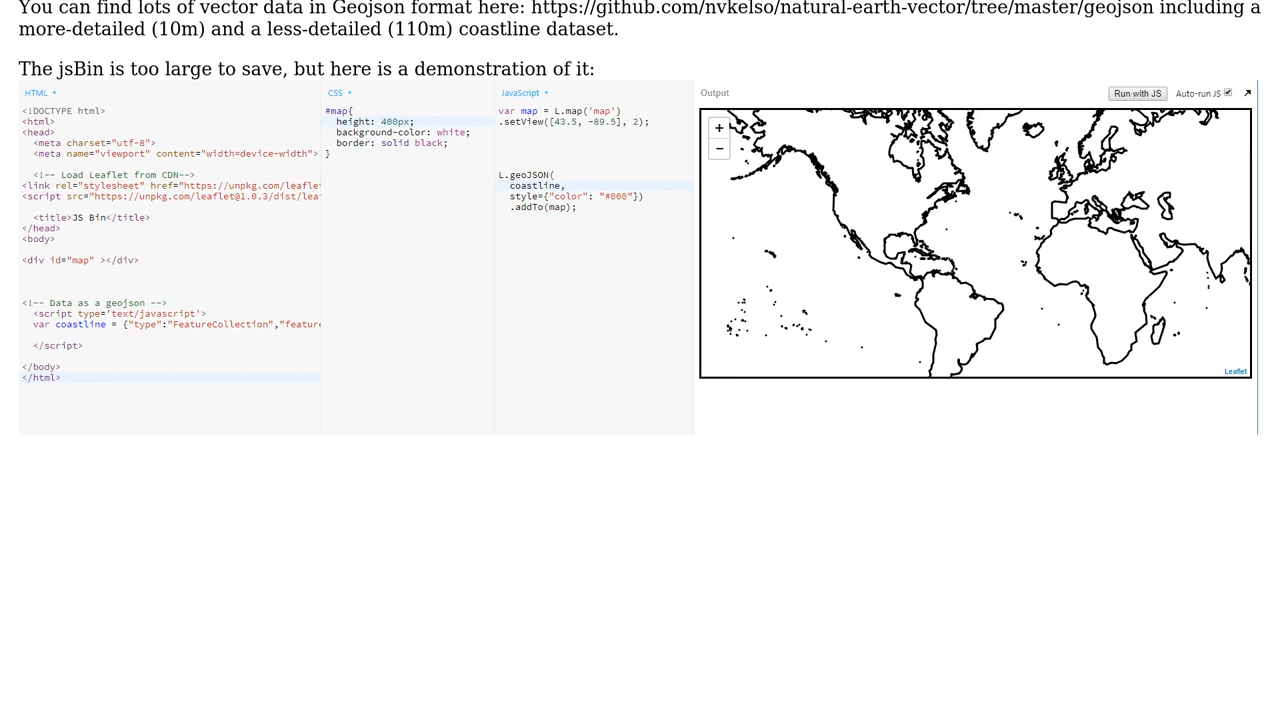 You can find lots of vector data in Geojson format here: https://github.com/nvkelso/natural-earth-vector/tree/master/geojson including a
more-detailed (10m) and a less-detailed (110m) coastline dataset.
The jsBin is too large to save, but here is a demonstration of it:
HTML
<!DOCTYPE html>
<html>
<head>
<meta charset="utf-8">
<meta name="viewport" content="width=device-width">
<!-- Load Leaflet from CDN-->
<link rel="stylesheet" href="https://unpkg.com/leaflet
<script src="https://unpkg.com/leaflet@1.0.3/dist/leaf
<title>JS Bin</title>
</head>
<body>
<div id="map" ></div>
<!-- Data as a geojson -->
<script type='text/javascript'>
var coastline = {"type":"FeatureCollection","feature
</script>
</body>
</html>
CSS
#map{
height: 400px;
background-color: white;
border: solid black;
}
JavaScript
var map = L.map('map')
.setView([43.5, -89.5], 2);
L.geoJSON(
coastline,
style={"color": "#000"})
.addTo(map);
Output
Run with JS
Auto-run JS
+
−
Leaflet